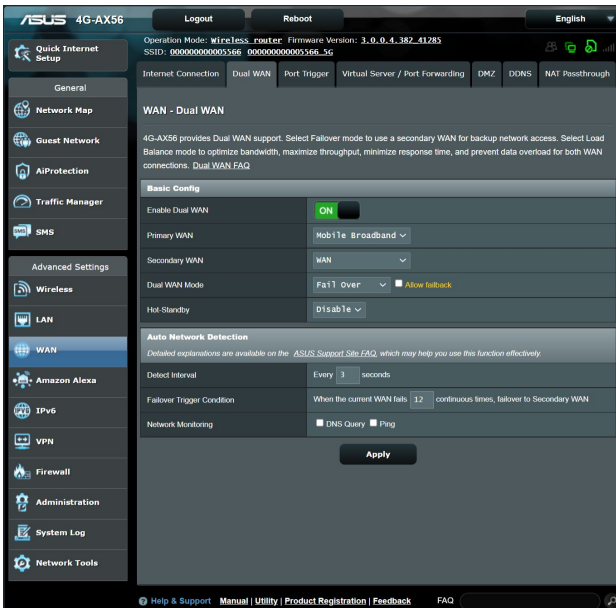 ASUS 4G-AX56 Logout Reboot English
Operation Mode: Wireless router Firmware Version: 3.0.0.4.382_41285
SSID: 000000000005566 000000000005566_5G
Quick Internet
Setup
General
Network Map
Guest Network
AiProtection
Traffic Manager
SMS SMS
Advanced Settings
Wireless
LAN
WAN
Amazon Alexa
IPv6
VPN
Firewall
Administration
System Log
Network Tools
Internet Connection Dual WAN Port Trigger Virtual Server / Port Forwarding DMZ DDNS NAT Passthrough
WAN - Dual WAN
4G-AX56 provides Dual WAN support. Select Failover mode to use a secondary WAN for backup network access. Select Load
Balance mode to optimize bandwidth, maximize throughput, minimize response time, and prevent data overload for both WAN
connections. Dual WAN FAQ
Basic Config
Enable Dual WAN ON
Primary WAN Mobile Broadband
Secondary WAN WAN
Dual WAN Mode Fail Over Allow failback
Hot-Standby Disable
Auto Network Detection
Detailed explanations are available on the ASUS Support Site FAQ, which may help you use this function effectively.
Detect Interval Every 3 seconds
Failover Trigger Condition When the current WAN fails 12 continuous times, failover to Secondary WAN
Network Monitoring DNS Query Ping
Apply
Help & Support Manual | Utility | Product Registration | Feedback FAQ